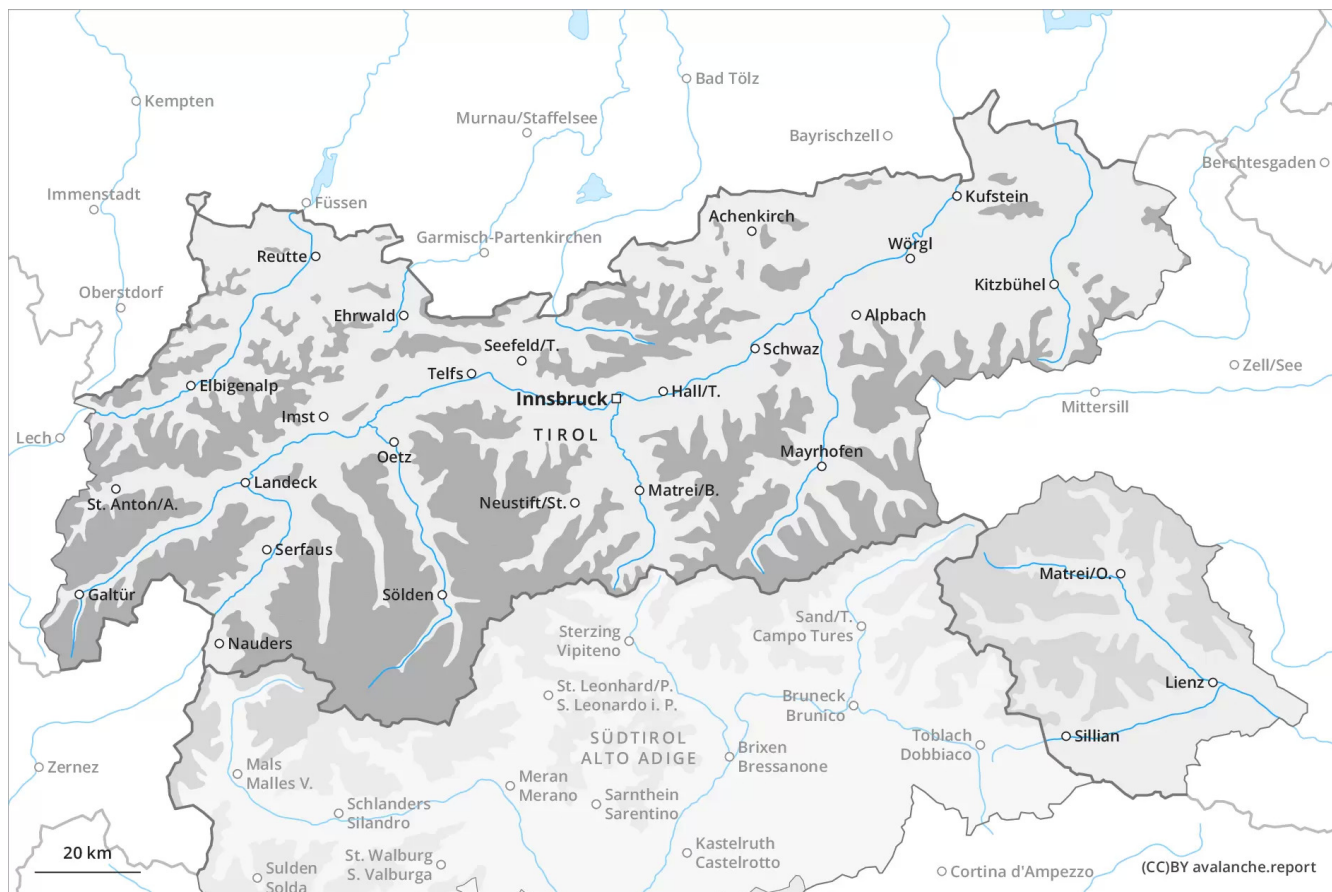 Bad Tölz
Kempten
Murnau/Staffelsee
Bayrischzell
Berchtesgaden
Immenstadt
Kufstein
Füssen
Achenkirch
Garmisch-Partenkirchen
Wörgl
Reutte
Kitzbühel
Oberstdorf
Ehrwald
Alpbach
Seefeld/T.
Schwaz
Zell/See
Telfs
Elbigenalp
Hall/T.
Innsbruck
Mittersill
Imst
TIROL
Lech
Mayrhofen
Oetz
Landeck
Matrei/B.
St. Anton/A.
Neustift/St.
Serfaus
Matrei/O.
Galtür
Sölden
Sand/T.
Campo Tures
Sterzing
Vipiteno
Nauders
Lienz
St. Leonhard/P.
S. Leonardo i. P.
Bruneck
Brunico
Sillian
Toblach
Dobbiaco
SÜDTIROL
ALTO ADIGE
Brixen
Bressanone
Zernez
Mals
Malles V.
Meran
Merano
Sarnthein
Sarentino
Schlanders
Silandro
Kastelruth
Castelrotto
20 km
St. Walburg
S. Valburga
Sulden
Solda
Cortina d'Ampezzo
(CC)BY avalanche.report